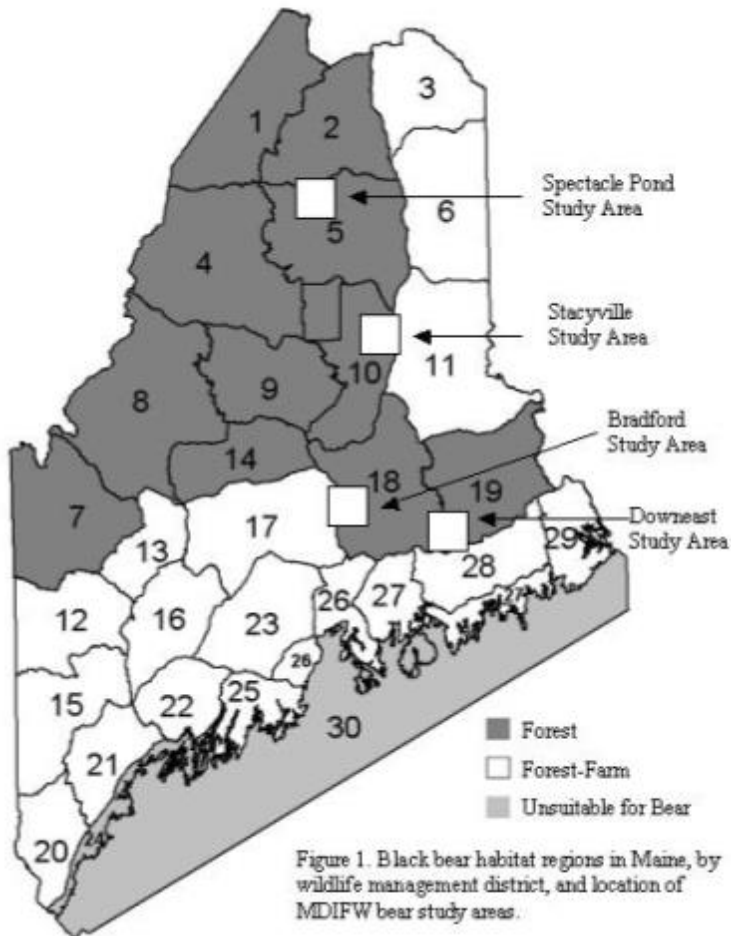 3
1
2
Spectacle Pond
Study Area
6
5
4
Stacyville
Study Area
11
10
9
8
Bradford
Study Area
14
18
19
7
Downeast
Study Area
17
13
29
28
27
26
12
16
23
27
26
15
25
22
30
21
20
24
Forest
Forest-Farm
Unsuitable for Bear
Figure 1. Black bear habitat regions in Maine, by
wildlife management district, and location of
MDIFW bear study areas.